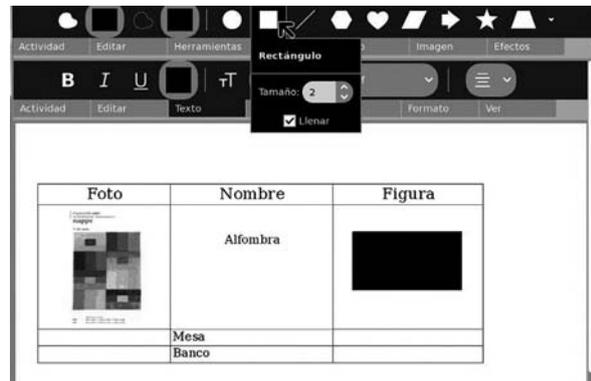 Actividad Editar Herramientas Imagen Efectos
Rectángulo
B I U TT
Tamaño: 2
Actividad Editar Texto Formato Ver
Llenar
Foto Nombre Figura
Alfombra
Mesa
Banco